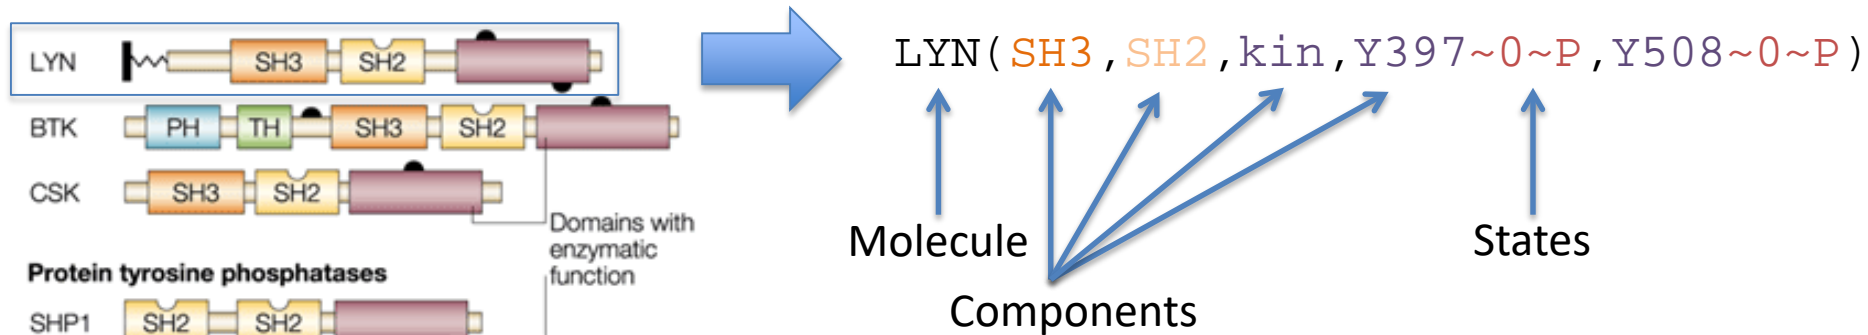 LYN SH3 SH2
BTK PH TH SH3 SH2
CSK SH3 SH2
Domains with
enzymatic
function
Protein tyrosine phosphatases
SHP1 SH2 SH2
LYN(SH3,SH2,kin,Y397~0~P,Y508~0~P)
Molecule
States
Components